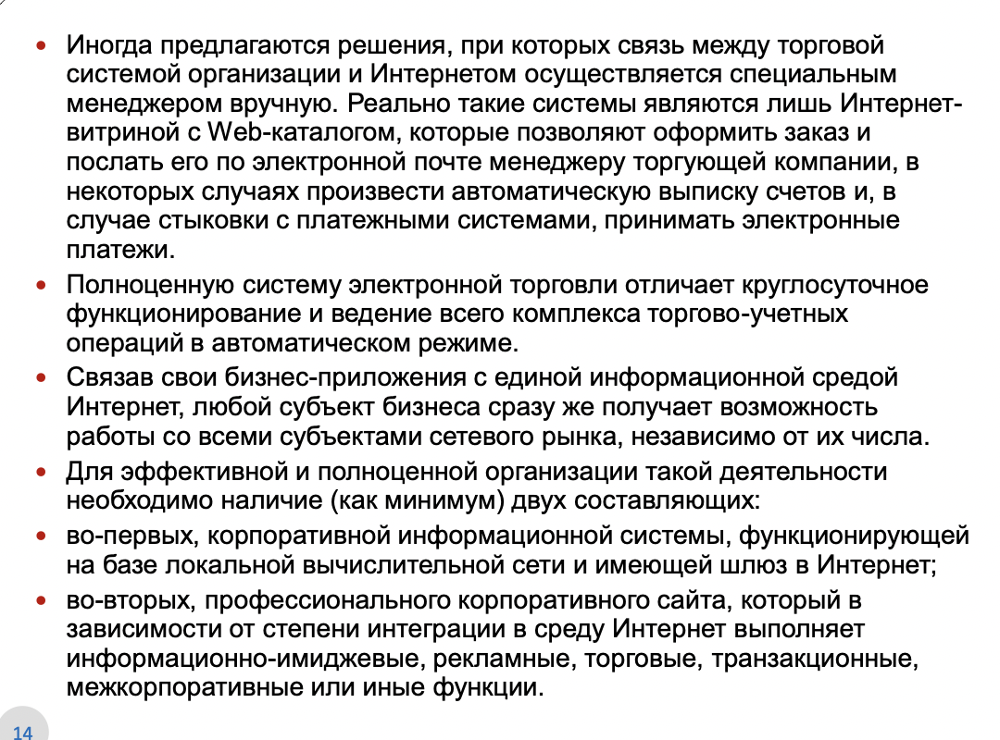 • Иногда предлагаются решения, при которых связь между торговой
системой организации и Интернетом осуществляется специальным
менеджером вручную. Реально такие системы являются лишь Интернет-
витриной с Web-каталогом, которые позволяют оформить заказ и
послать его по электронной почте менеджеру торгующей компании, в
некоторых случаях произвести автоматическую выписку счетов и, в
случае стыковки с платежными системами, принимать электронные
платежи.
• Полноценную систему электронной торговли отличает круглосуточное
функционирование и ведение всего комплекса торгово-учетных
операций в автоматическом режиме.
• Связав свои бизнес-приложения с единой информационной средой
Интернет, любой субъект бизнеса сразу же получает возможность
работы со всеми субъектами сетевого рынка, независимо от их числа.
• Для эффективной и полноценной организации такой деятельности
необходимо наличие (как минимум) двух составляющих:
• во-первых, корпоративной информационной системы, функционирующей
на базе локальной вычислительной сети и имеющей шлюз в Интернет;
• во-вторых, профессионального корпоративного сайта, который в
зависимости от степени интеграции в среду Интернет выполняет
информационно-имиджевые, рекламные, торговые, транзакционные,
межкорпоративные или иные функции.
14